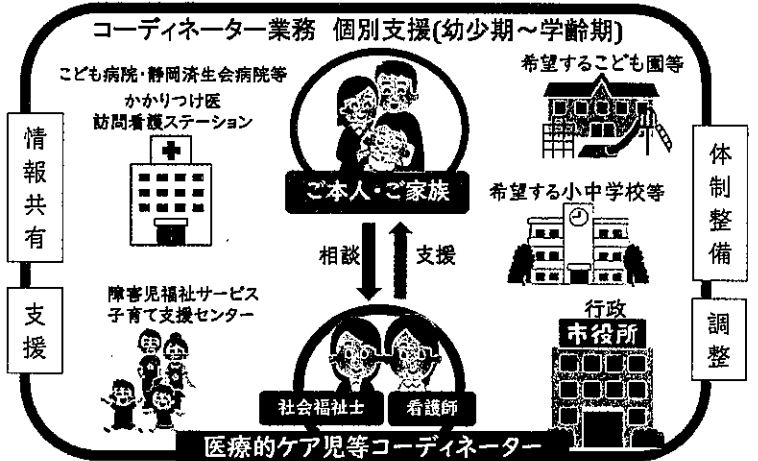 コーディネーター業務 個別支援(幼少期～学齢期)
こども病院・静岡済生会病院等
かかりつけ医
訪問看護ステーション
希望するこども園等
情報共有
体制整備
ご本人・ご家族
希望する小中学校等
相談
支援
障害児福祉サービス
子育て支援センター
行政
市役所
支援
調整
社会福祉士
看護師
医療的ケア児等コーディネーター